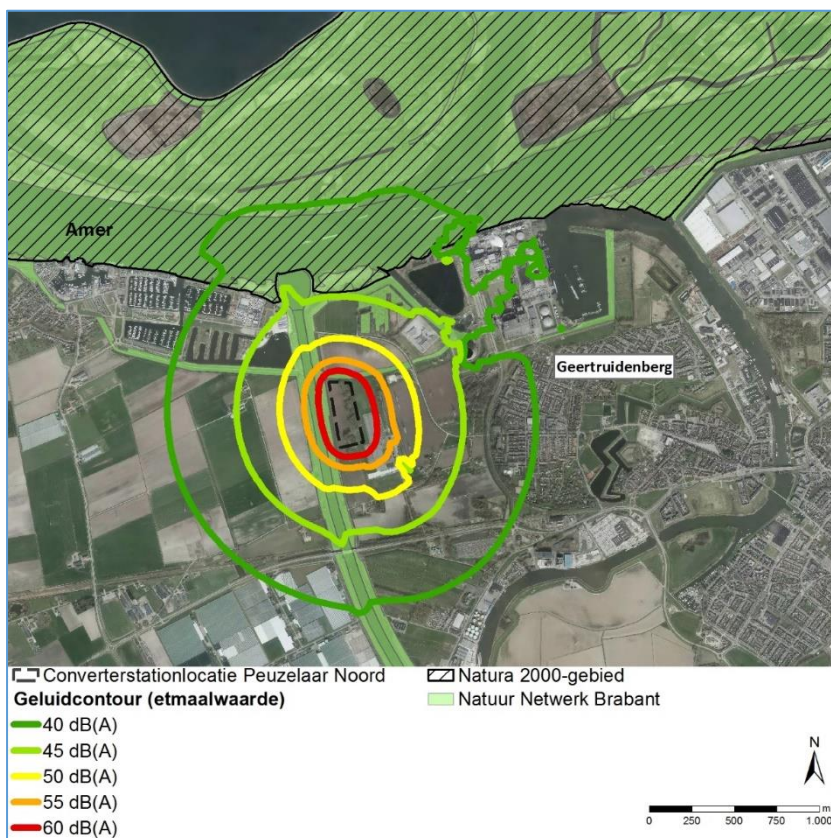 Amer
Geertruidenberg
Converterstationlocatie Peuzelaar Noord
Natura 2000-gebied
Geluidcontour (etmaalwaarde)
Natuur Netwerk Brabant
40 dB(A)
45 dB(A)
50 dB(A)
55 dB(A)
60 dB(A)
N
m
0 250 500 750 1.000